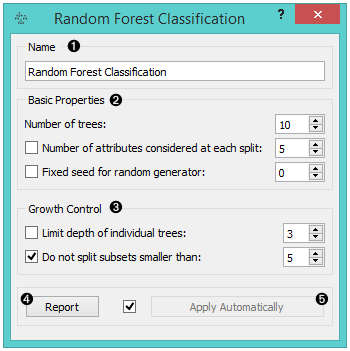 Random Forest Classification
? ×
Name ❶
Random Forest Classification
Basic Properties ❷
Number of trees: 10
Number of attributes considered at each split: 5
Fixed seed for random generator: 0
Growth Control ❸
Limit depth of individual trees: 3
Do not split subsets smaller than: 5
❹ Report Apply Automatically ❺